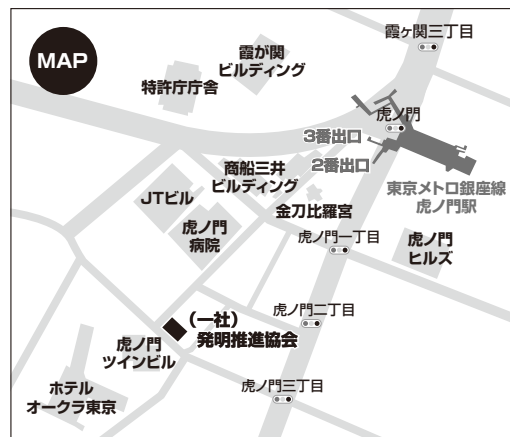 MAP
霞ヶ関三丁目
霞が関
ビルディング
特許庁庁舎
虎ノ門
3番出口
2番出口
商船三井
ビルディング
東京メトロ銀座線
虎ノ門駅
JTビル
金刀比羅宮
虎ノ門
病院
虎ノ門一丁目
虎ノ門
ヒルズ
虎ノ門二丁目
（一社）
発明推進協会
虎ノ門
ツインビル
虎ノ門三丁目
ホテル
オークラ東京